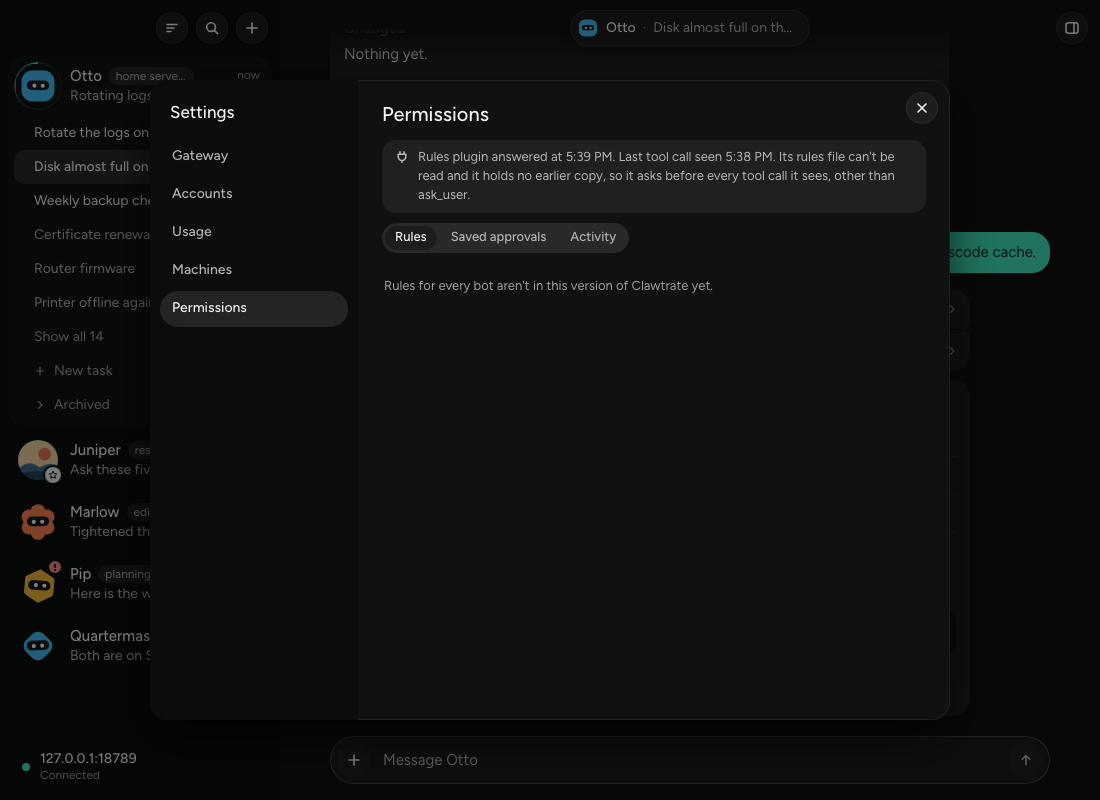 Otto · Disk almost full on th...
Nothing yet.
Otto home serve... now
Rotating logs
Rotate the logs on
Disk almost full on
Weekly backup che
Certificate renewa
Router firmware
Printer offline again
Show all 14
+ New task
> Archived
Juniper res
Ask these fiv
Marlow edi
Tightened th
Pip planning
Here is the w
Quartermas
Both are on S
127.0.0.1:18789
Connected
Settings
Gateway
Accounts
Usage
Machines
Permissions
Permissions
Rules plugin answered at 5:39 PM. Last tool call seen 5:38 PM. Its rules file can't be
read and it holds no earlier copy, so it asks before every tool call it sees, other than
ask_user.
Rules Saved approvals Activity
Rules for every bot aren't in this version of Clawtrate yet.
scode cache.
Message Otto